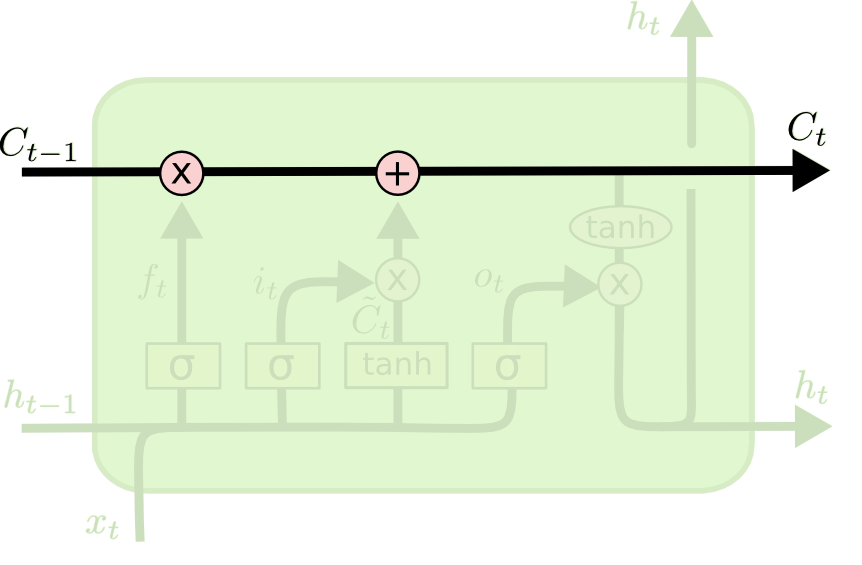 h_t
C_{t-1}
C_t
x
+
tanh
f_t
i_t
x
o_t
x
C̃_t
σ
σ
tanh
σ
h_{t-1}
h_t
x_t